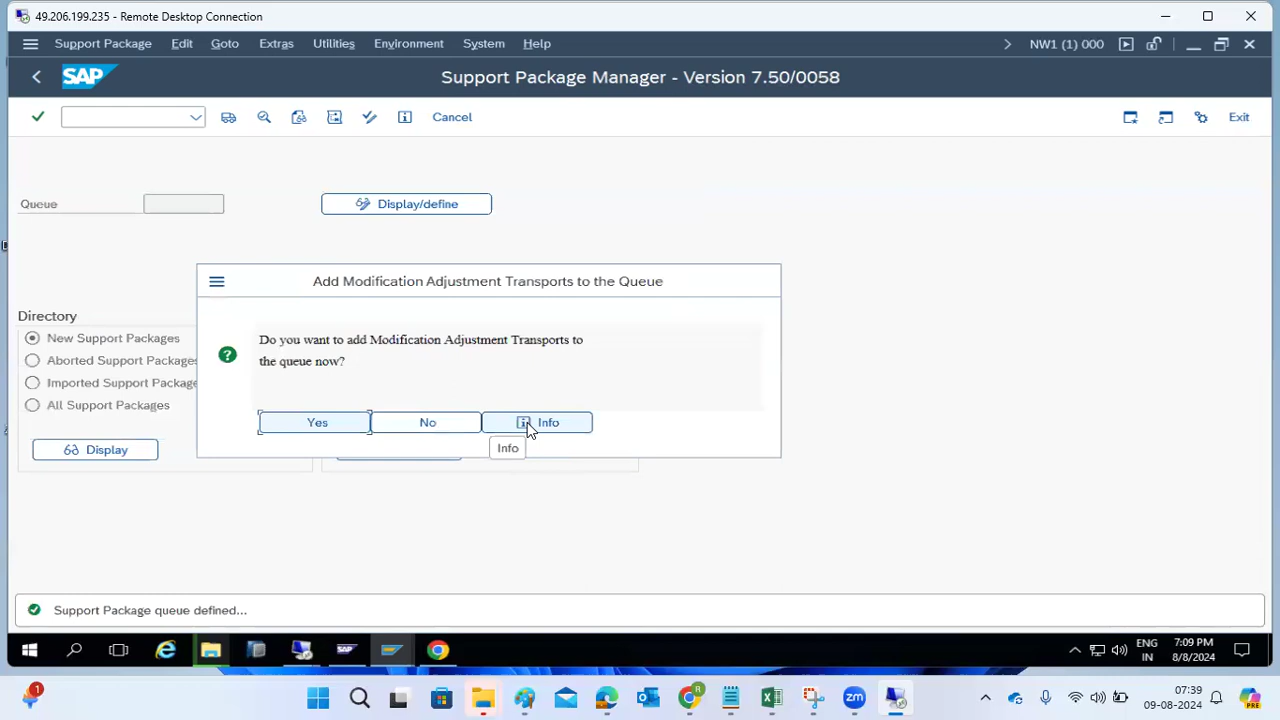 49.206.199.235 - Remote Desktop Connection
Support Package Edit Goto Extras Utilities Environment System Help NW1 (1) 000
SAP Support Package Manager - Version 7.50/0058
Cancel Exit
Queue Display/define
Add Modification Adjustment Transports to the Queue
Directory
New Support Packages
Aborted Support Packages
Imported Support Package
All Support Packages
Display
Do you want to add Modification Adjustment Transports to
the queue now?
Yes No Info
Info
Support Package queue defined...
ENG
IN
7:09 PM
8/8/2024
07:39
09-08-2024